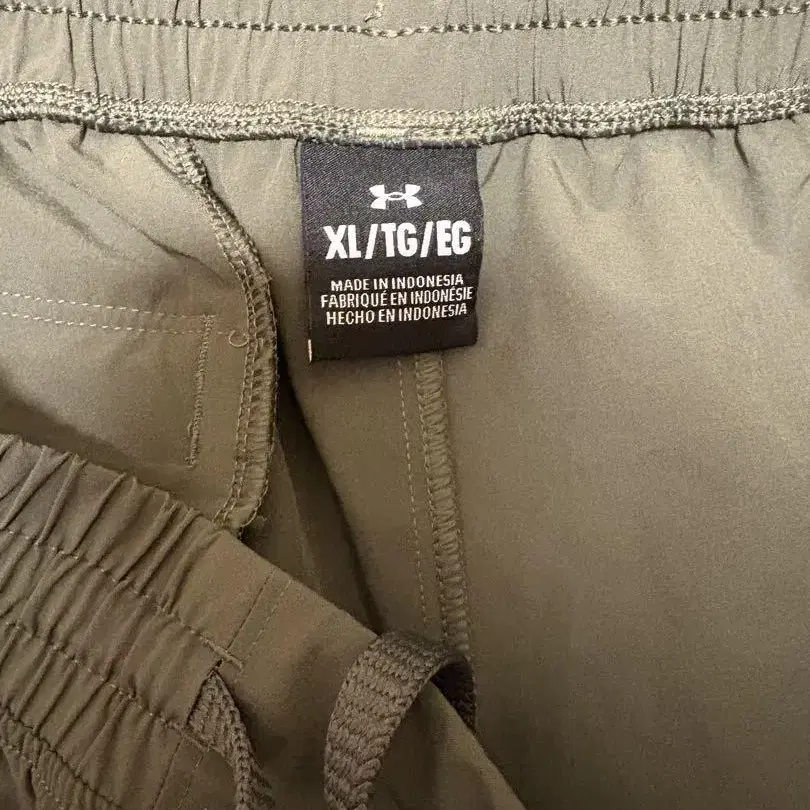 XL/TG/EG
MADE IN INDONESIA
FABRIQUÉ EN INDONÉSIE
HECHO EN INDONESIA